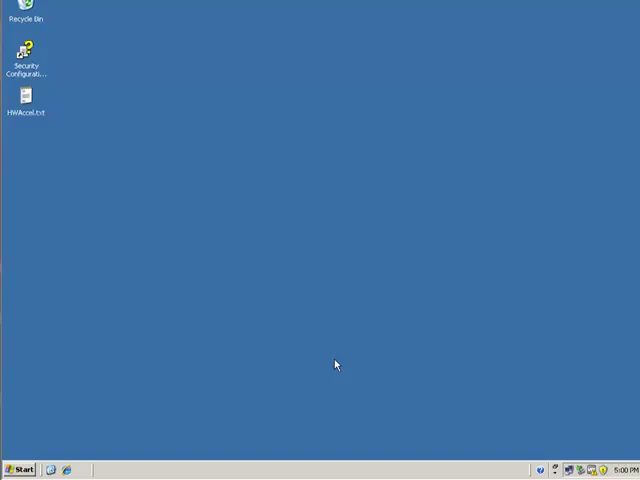 Recycle Bin
Security
Configurati...
HWAccel.txt
Start
5:00 PM